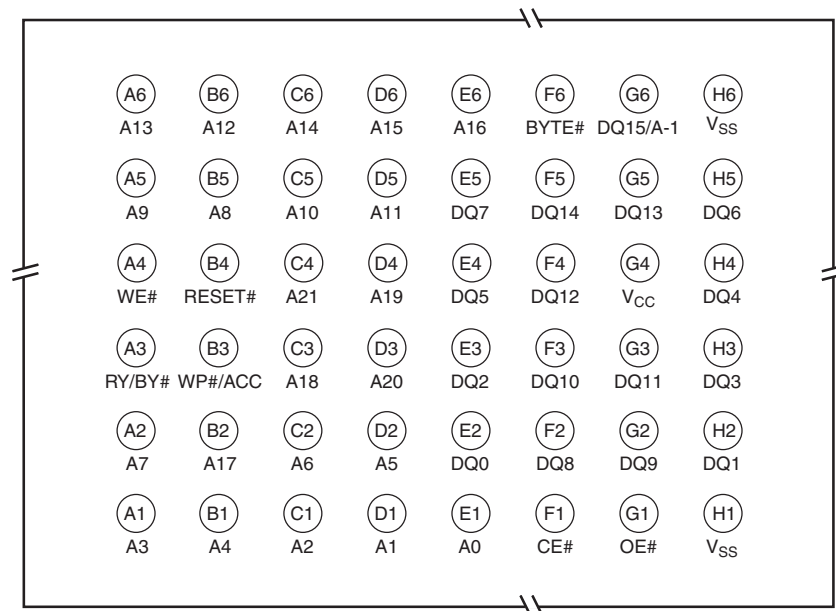 A6 B6 C6 D6 E6 F6 G6 H6
A13 A12 A14 A15 A16 BYTE# DQ15/A-1 VSS
A5 B5 C5 D5 E5 F5 G5 H5
A9 A8 A10 A11 DQ7 DQ14 DQ13 DQ6
A4 B4 C4 D4 E4 F4 G4 H4
WE# RESET# A21 A19 DQ5 DQ12 VCC DQ4
A3 B3 C3 D3 E3 F3 G3 H3
RY/BY# WP#/ACC A18 A20 DQ2 DQ10 DQ11 DQ3
A2 B2 C2 D2 E2 F2 G2 H2
A7 A17 A6 A5 DQ0 DQ8 DQ9 DQ1
A1 B1 C1 D1 E1 F1 G1 H1
A3 A4 A2 A1 A0 CE# OE# VSS